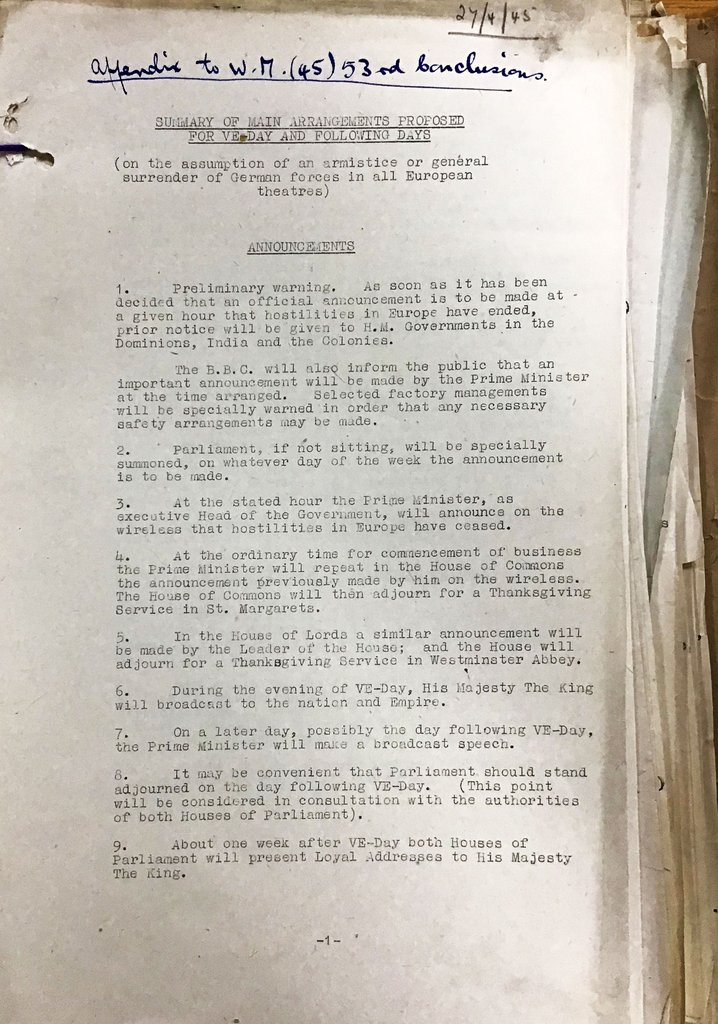 27/4/45
Appendix to W.M. (45) 53rd Conclusions.
SUMMARY OF MAIN ARRANGEMENTS PROPOSED
FOR VE-DAY AND FOLLOWING DAYS
(on the assumption of an armistice or general
surrender of German forces in all European
theatres)
ANNOUNCEMENTS
1. Preliminary warning. As soon as it has been
decided that an official announcement is to be made at
a given hour that hostilities in Europe have ended,
prior notice will be given to H.M. Governments in the
Dominions, India and the Colonies.
The B.B.C. will also inform the public that an
important announcement will be made by the Prime Minister
at the time arranged. Selected factory managements
will be specially warned in order that any necessary
safety arrangements may be made.
2. Parliament, if not sitting, will be specially
summoned, on whatever day of the week the announcement
is to be made.
3. At the stated hour the Prime Minister, as
executive Head of the Government, will announce on the
wireless that hostilities in Europe have ceased.
4. At the ordinary time for commencement of business
the Prime Minister will repeat in the House of Commons
the announcement previously made by him on the wireless.
The House of Commons will then adjourn for a Thanksgiving
Service in St. Margarets.
5. In the House of Lords a similar announcement will
be made by the Leader of the House; and the House will
adjourn for a Thanksgiving Service in Westminster Abbey.
6. During the evening of VE-Day, His Majesty The King
will broadcast to the nation and Empire.
7. On a later day, possibly the day following VE-Day,
the Prime Minister will make a broadcast speech.
8. It may be convenient that Parliament should stand
adjourned on the day following VE-Day. (This point
will be considered in consultation with the authorities
of both Houses of Parliament).
9. About one week after VE-Day both Houses of
Parliament will present Loyal Addresses to His Majesty
The King.
-1-